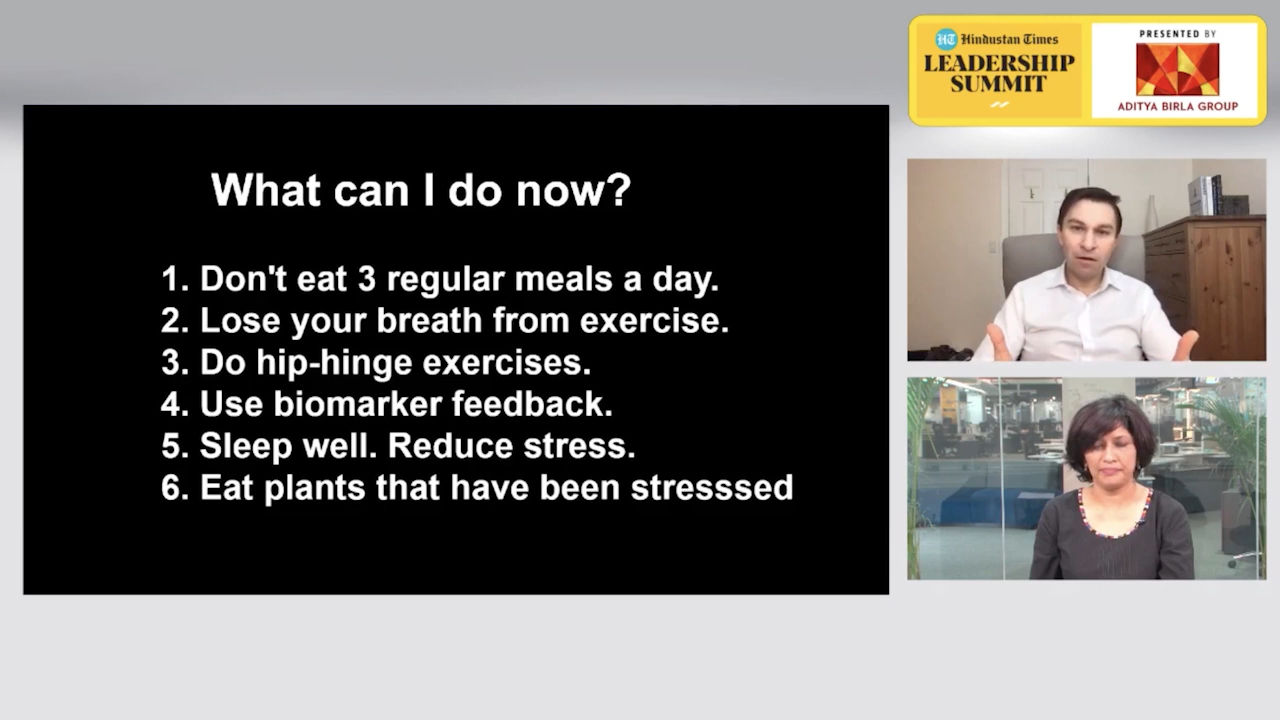 What can I do now?
1. Don't eat 3 regular meals a day.
2. Lose your breath from exercise.
3. Do hip-hinge exercises.
4. Use biomarker feedback.
5. Sleep well. Reduce stress.
6. Eat plants that have been stresssed
HT Hindustan Times
LEADERSHIP
SUMMIT
PRESENTED BY
ADITYA BIRLA GROUP